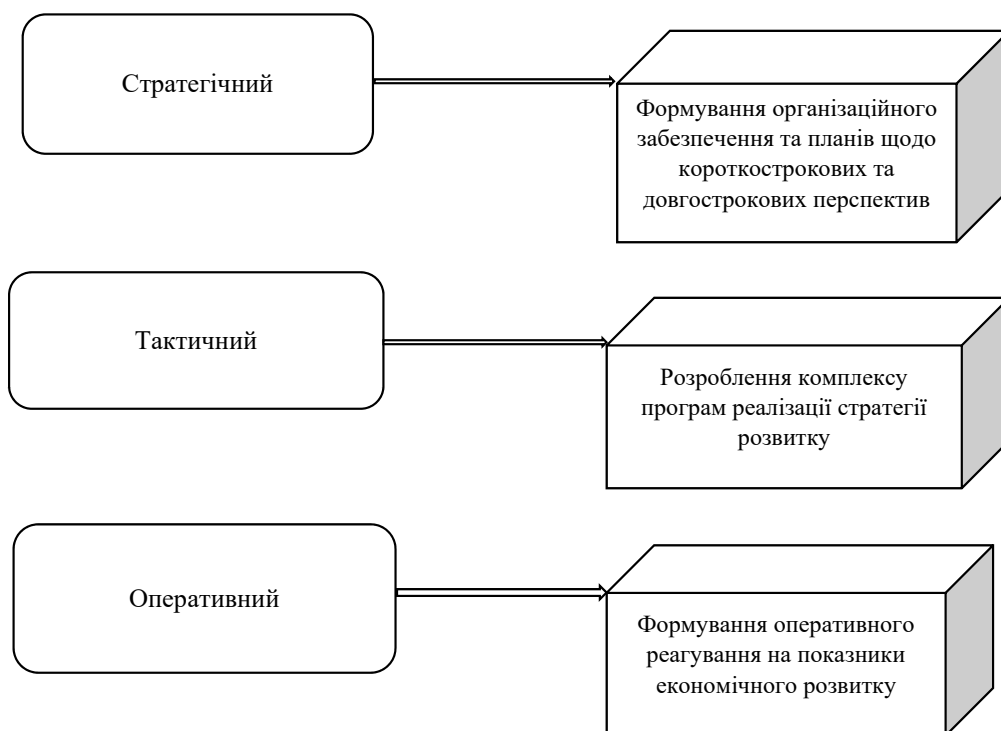 Стратегічний
Формування організаційного
забезпечення та планів щодо
короткострокових та
довгострокових перспектив
Тактичний
Розроблення комплексу
програм реалізації стратегії
розвитку
Оперативний
Формування оперативного
реагування на показники
економічного розвитку